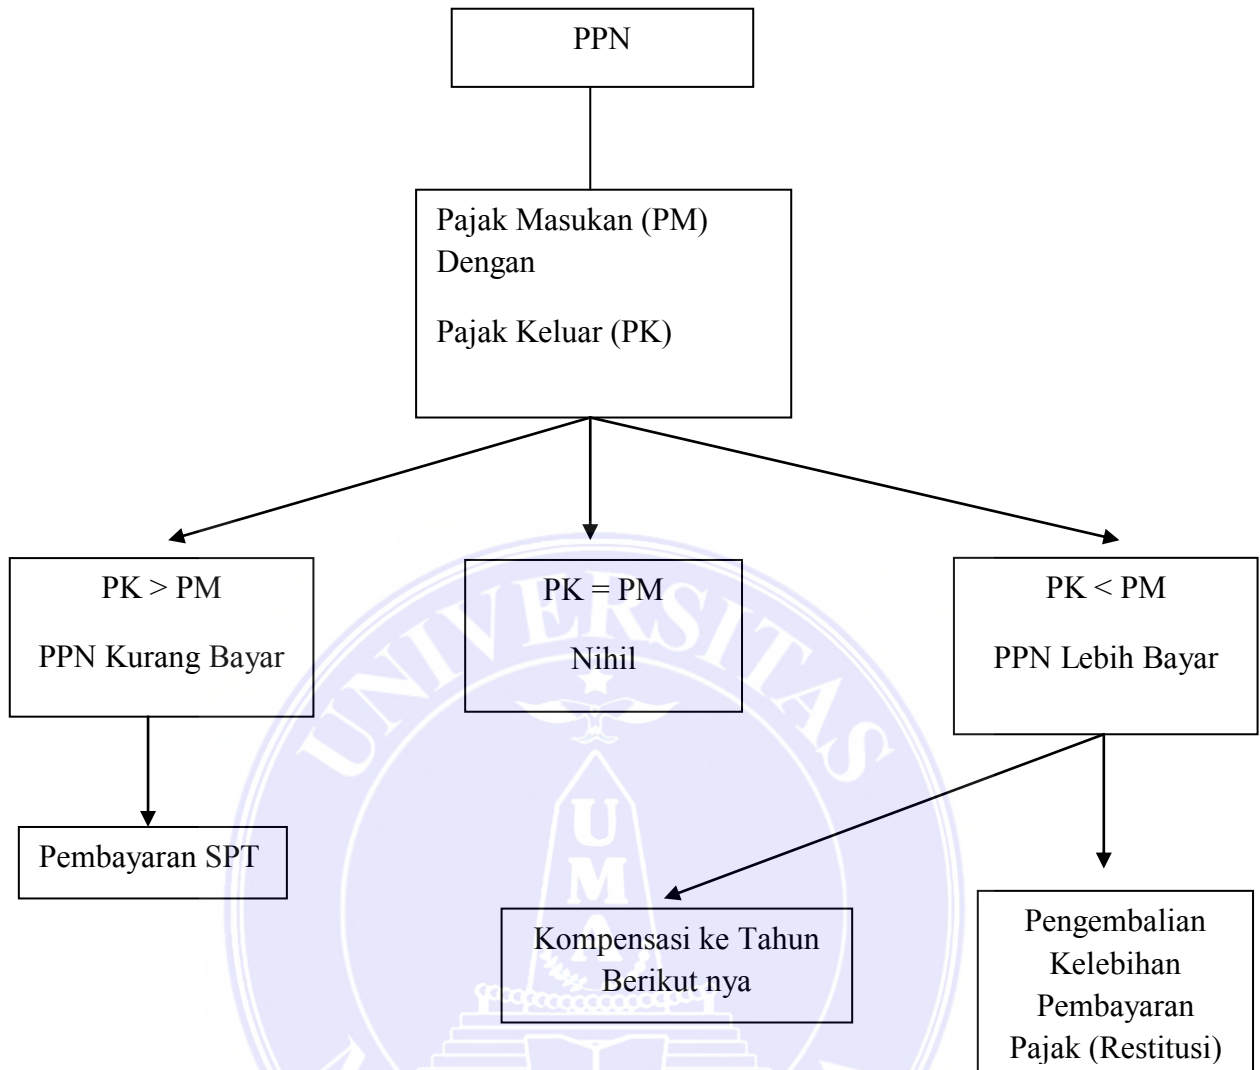 PPN
Pajak Masukan (PM)
Dengan
Pajak Keluar (PK)
PK > PM
PPN Kurang Bayar
PK = PM
Nihil
PK < PM
PPN Lebih Bayar
Pembayaran SPT
Kompensasi ke Tahun
Berikut nya
Pengembalian
Kelebihan
Pembayaran
Pajak (Restitusi)
UNIVERSITAS
U
M
A